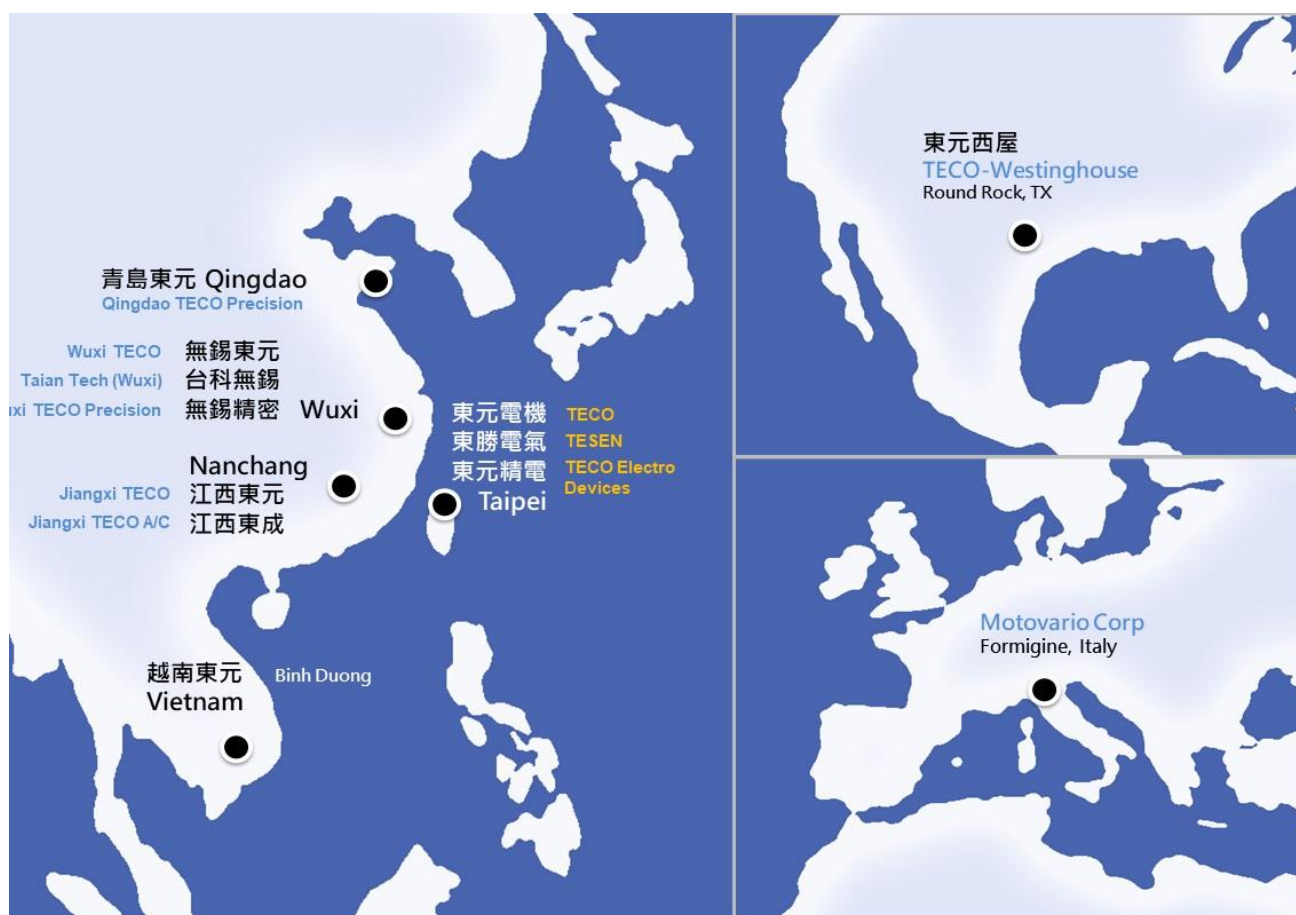 青島東元 Qingdao
Qingdao TECO Precision
Wuxi TECO 無錫東元
Taian Tech (Wuxi) 台科無錫
xi TECO Precision 無錫精密 Wuxi
Nanchang
Jiangxi TECO 江西東元
Jiangxi TECO A/C 江西東成
東元電機 TECO
東勝電氣 TESEN
東元精電 TECO Electro
Devices
Taipei
越南東元
Vietnam
Binh Duong
東元西屋
TECO-Westinghouse
Round Rock, TX
Motovario Corp
Formigine, Italy